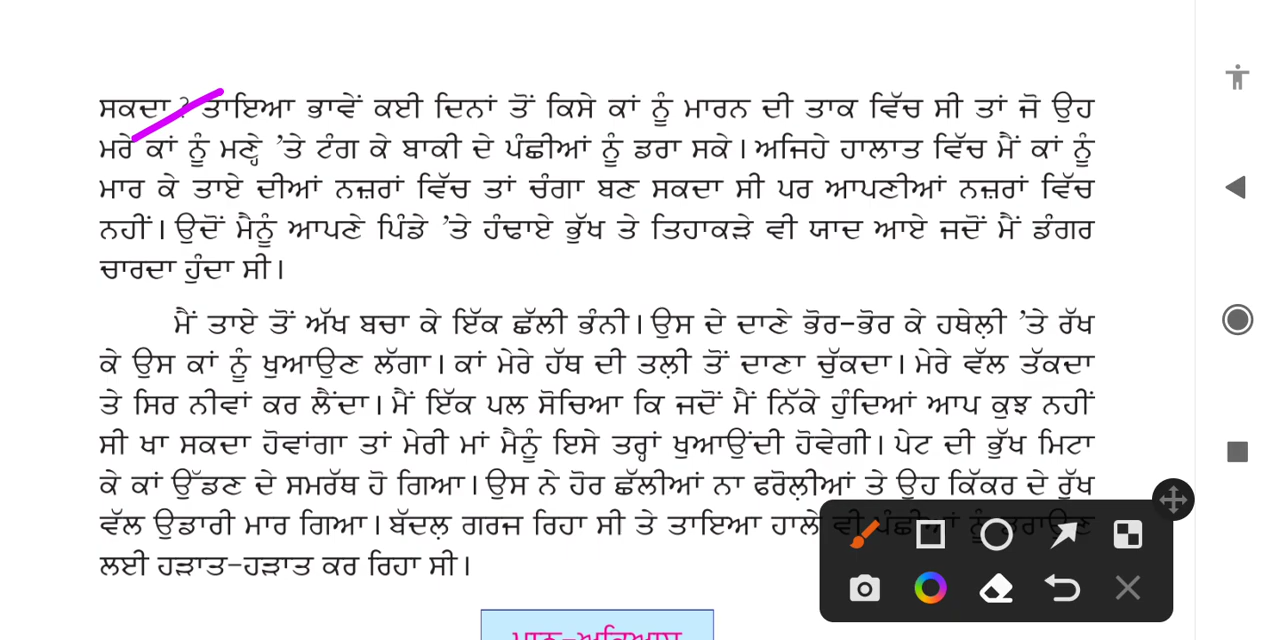 ਸਕਦਾ ? ਤਾਇਆ ਭਾਵੇਂ ਕਈ ਦਿਨਾਂ ਤੋਂ ਕਿਸੇ ਕਾਂ ਨੂੰ ਮਾਰਨ ਦੀ ਤਾਕ ਵਿੱਚ ਸੀ ਤਾਂ ਜੋ ਉਹ
ਮਰੇ ਕਾਂ ਨੂੰ ਮਣ੍ਹੇ 'ਤੇ ਟੰਗ ਕੇ ਬਾਕੀ ਦੇ ਪੰਛੀਆਂ ਨੂੰ ਡਰਾ ਸਕੇ। ਅਜਿਹੇ ਹਾਲਾਤ ਵਿੱਚ ਮੈਂ ਕਾਂ ਨੂੰ
ਮਾਰ ਕੇ ਤਾਏ ਦੀਆਂ ਨਜ਼ਰਾਂ ਵਿੱਚ ਤਾਂ ਚੰਗਾ ਬਣ ਸਕਦਾ ਸੀ ਪਰ ਆਪਣੀਆਂ ਨਜ਼ਰਾਂ ਵਿੱਚ
ਨਹੀਂ। ਉਦੋਂ ਮੈਨੂੰ ਆਪਣੇ ਪਿੰਡੇ 'ਤੇ ਹੰਢਾਏ ਭੁੱਖ ਤੇ ਤਿਹਾਕੜੇ ਵੀ ਯਾਦ ਆਏ ਜਦੋਂ ਮੈਂ ਡੰਗਰ
ਚਾਰਦਾ ਹੁੰਦਾ ਸੀ।
ਮੈਂ ਤਾਏ ਤੋਂ ਅੱਖ ਬਚਾ ਕੇ ਇੱਕ ਛੱਲੀ ਭੰਨੀ। ਉਸ ਦੇ ਦਾਣੇ ਭੋਰ-ਭੋਰ ਕੇ ਹਥੇਲ਼ੀ 'ਤੇ ਰੱਖ
ਕੇ ਉਸ ਕਾਂ ਨੂੰ ਖੁਆਉਣ ਲੱਗਾ। ਕਾਂ ਮੇਰੇ ਹੱਥ ਦੀ ਤਲ਼ੀ ਤੋਂ ਦਾਣਾ ਚੁੱਕਦਾ। ਮੇਰੇ ਵੱਲ ਤੱਕਦਾ
ਤੇ ਸਿਰ ਨੀਵਾਂ ਕਰ ਲੈਂਦਾ। ਮੈਂ ਇੱਕ ਪਲ ਸੋਚਿਆ ਕਿ ਜਦੋਂ ਮੈਂ ਨਿੱਕੇ ਹੁੰਦਿਆਂ ਆਪ ਕੁਝ ਨਹੀਂ
ਸੀ ਖਾ ਸਕਦਾ ਹੋਵਾਂਗਾ ਤਾਂ ਮੇਰੀ ਮਾਂ ਮੈਨੂੰ ਇਸੇ ਤਰ੍ਹਾਂ ਖੁਆਉਂਦੀ ਹੋਵੇਗੀ। ਪੇਟ ਦੀ ਭੁੱਖ ਮਿਟਾ
ਕੇ ਕਾਂ ਉੱਡਣ ਦੇ ਸਮਰੱਥ ਹੋ ਗਿਆ। ਉਸ ਨੇ ਹੋਰ ਛੱਲੀਆਂ ਨਾ ਫਰੋਲ਼ੀਆਂ ਤੇ ਉਹ ਕਿੱਕਰ ਦੇ ਰੁੱਖ
ਵੱਲ ਉਡਾਰੀ ਮਾਰ ਗਿਆ। ਬੱਦਲ਼ ਗਰਜ ਰਿਹਾ ਸੀ ਤੇ ਤਾਇਆ ਹਾਲੇ ਵੀ ਪੰਛੀਆਂ ਨੂੰ ਡਰਾਉਣ
ਲਈ ਹੜਾਤ-ਹੜਾਤ ਕਰ ਰਿਹਾ ਸੀ।